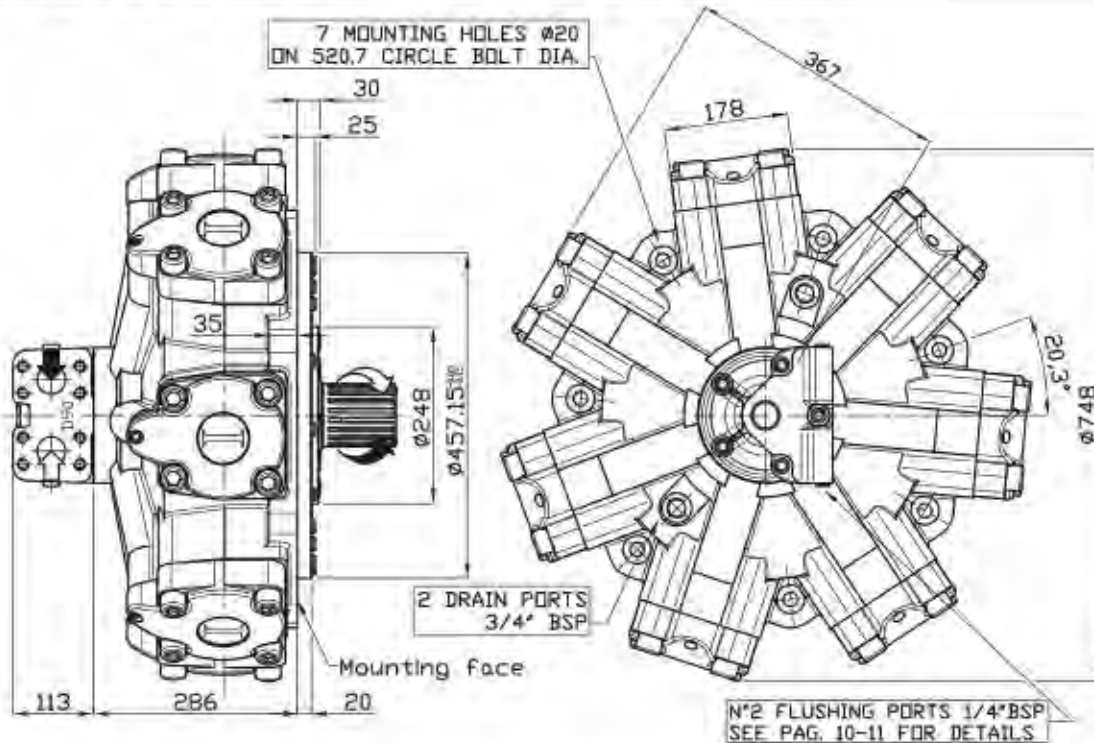 7 MOUNTING HOLES Ø20
ON 520,7 CIRCLE BOLT DIA.
367
30
178
25
35
20,3°
Ø248
Ø457.15
Ø748
2 DRAIN PORTS
3/4" BSP
Mounting face
113
286
20
N°2 FLUSHING PORTS 1/4"BSP
SEE PAG. 10-11 FOR DETAILS